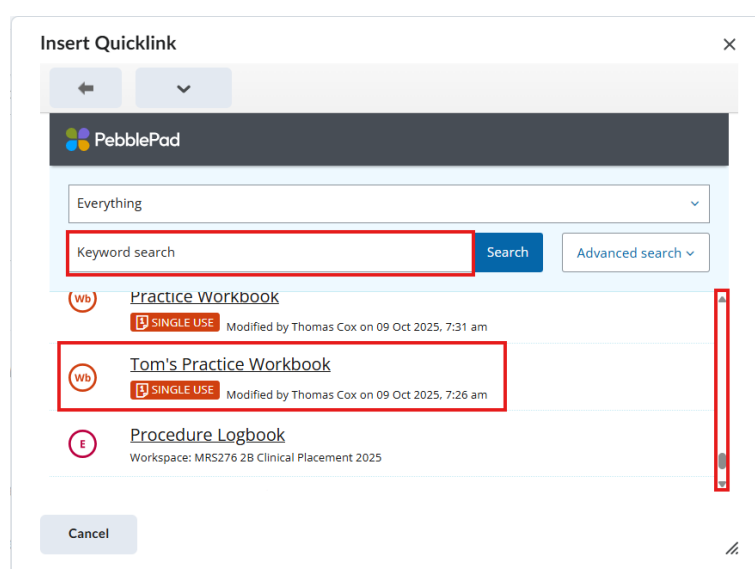 Insert Quicklink
PebblePad
Everything
Keyword search
Search
Advanced search
Wb
Practice Workbook
SINGLE USE Modified by Thomas Cox on 09 Oct 2025, 7:31 am
Wb
Tom's Practice Workbook
SINGLE USE Modified by Thomas Cox on 09 Oct 2025, 7:26 am
E
Procedure Logbook
Workspace: MRS276 2B Clinical Placement 2025
Cancel